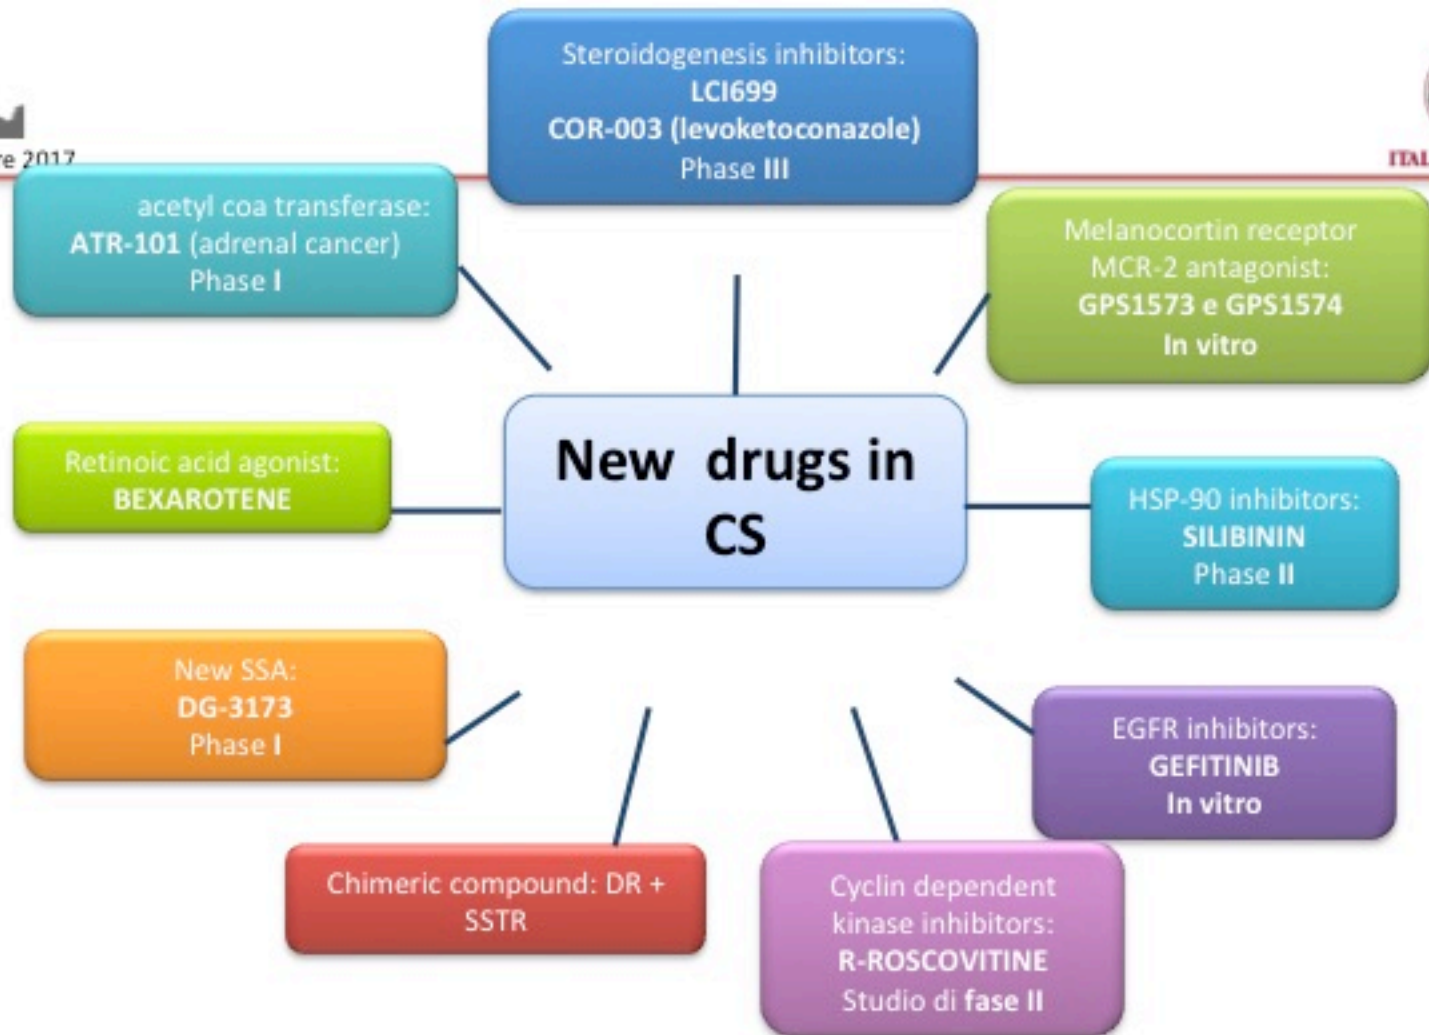 Steroidogenesis inhibitors:
LCI699
COR-003 (levoketoconazole)
Phase III
2017
acetyl coa transferase:
ATR-101 (adrenal cancer)
Phase I
Melanocortin receptor
MCR-2 antagonist:
GPS1573 e GPS1574
In vitro
Retinoic acid agonist:
BEXAROTENE
New drugs in
CS
HSP-90 inhibitors:
SILIBININ
Phase II
New SSA:
DG-3173
Phase I
EGFR inhibitors:
GEFITINIB
In vitro
Chimeric compound: DR +
SSTR
Cyclin dependent
kinase inhibitors:
R-ROSCOVITINE
Studio di fase II